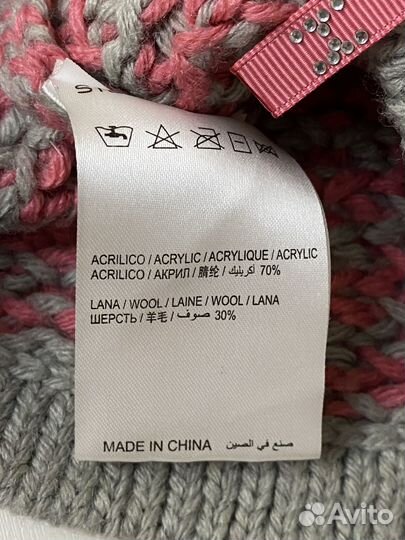 ACRILICO / ACRYLIC / ACRYLIQUE / ACRYLIC
ACRILICO / АКРИЛ / 腈纶 / أكريليك 70%
LANA / WOOL / LAINE / WOOL / LANA
ШЕРСТЬ / 羊毛 / صوف 30%
MADE IN CHINA صنع في الصين
Avito